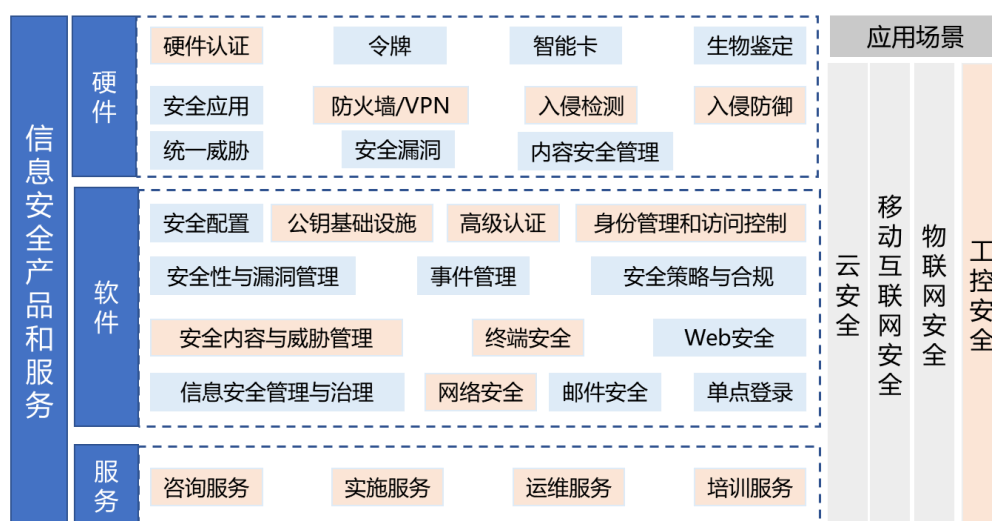 信息安全产品和服务
硬件
硬件认证
令牌
智能卡
生物鉴定
安全应用
防火墙/VPN
入侵检测
入侵防御
统一威胁
安全漏洞
内容安全管理
软件
安全配置
公钥基础设施
高级认证
身份管理和访问控制
安全性与漏洞管理
事件管理
安全策略与合规
安全内容与威胁管理
终端安全
Web安全
信息安全管理与治理
网络安全
邮件安全
单点登录
服务
咨询服务
实施服务
运维服务
培训服务
应用场景
云安全
移动互联网安全
物联网安全
工控安全